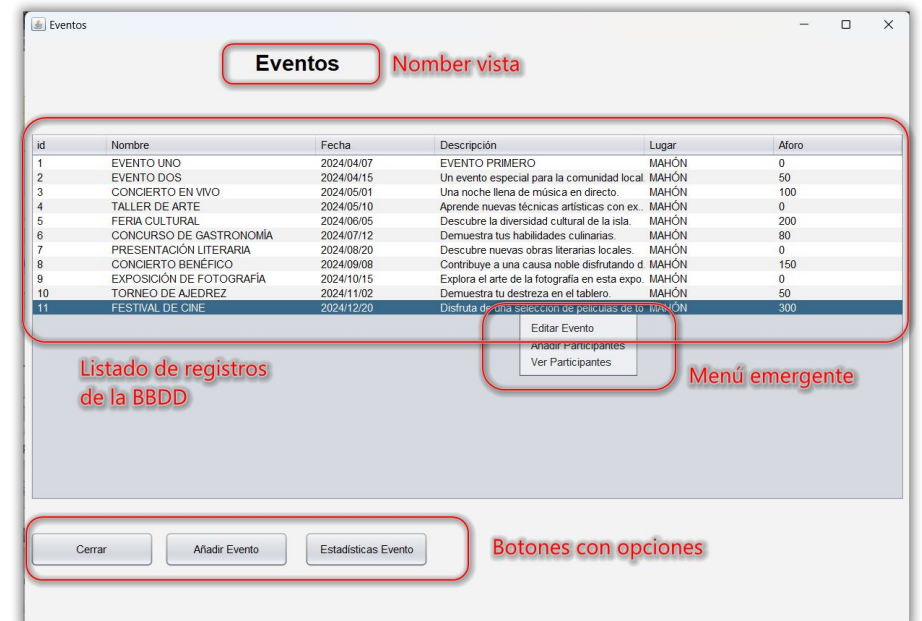 Eventos
Eventos
Nomber vista
id Nombre Fecha Descripción Lugar Aforo
1 EVENTO UNO 2024/04/07 EVENTO PRIMERO MAHÓN 0
2 EVENTO DOS 2024/04/15 Un evento especial para la comunidad local. MAHÓN 50
3 CONCIERTO EN VIVO 2024/05/01 Una noche llena de música en directo. MAHÓN 100
4 TALLER DE ARTE 2024/05/10 Aprende nuevas técnicas artísticas con ex... MAHÓN 0
5 FERIA CULTURAL 2024/06/05 Descubre la diversidad cultural de la isla. MAHÓN 200
6 CONCURSO DE GASTRONOMÍA 2024/07/12 Demuestra tus habilidades culinarias. MAHÓN 80
7 PRESENTACIÓN LITERARIA 2024/08/20 Descubre nuevas obras literarias locales. MAHÓN 0
8 CONCIERTO BENÉFICO 2024/09/08 Contribuye a una causa noble disfrutando d. MAHÓN 150
9 EXPOSICIÓN DE FOTOGRAFÍA 2024/10/15 Explora el arte de la fotografía en esta expo. MAHÓN 0
10 TORNEO DE AJEDREZ 2024/11/02 Demuestra tu destreza en el tablero. MAHÓN 50
11 FESTIVAL DE CINE 2024/12/20 Disfruta de una selección de películas de to MAHÓN 300
Editar Evento
Añadir Participantes
Ver Participantes
Listado de registros
de la BBDD
Menú emergente
Cerrar Añadir Evento Estadísticas Evento
Botones con opciones